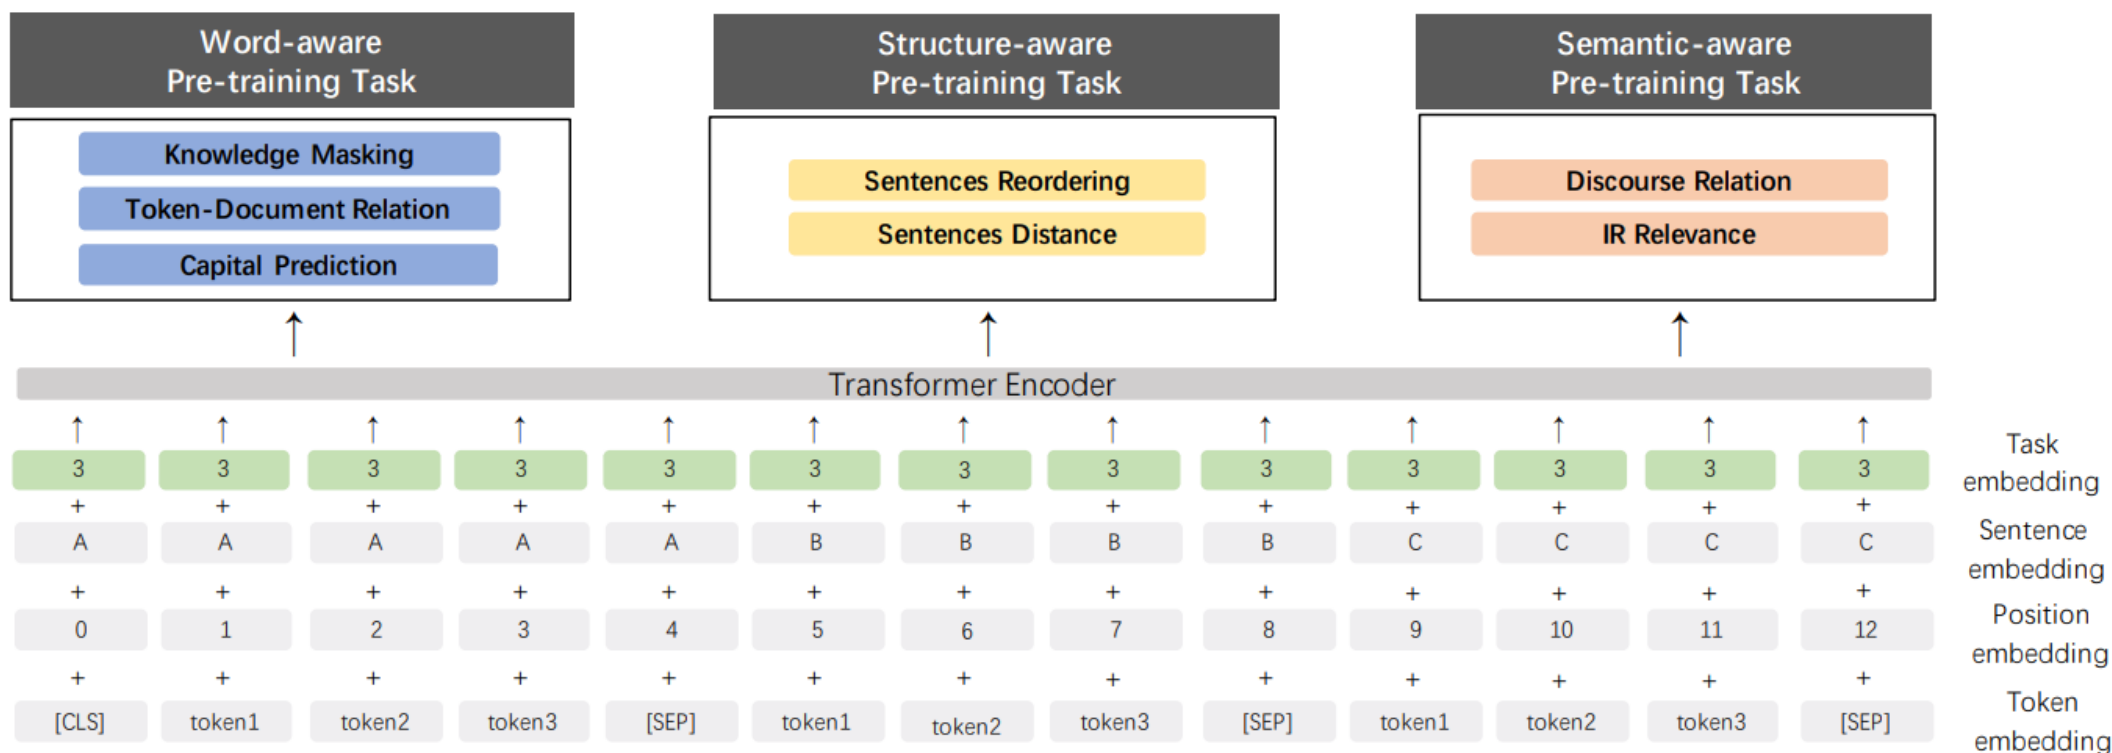 Word-aware
Pre-training Task
Structure-aware
Pre-training Task
Semantic-aware
Pre-training Task
Knowledge Masking
Token-Document Relation
Capital Prediction
Sentences Reordering
Sentences Distance
Discourse Relation
IR Relevance
Transformer Encoder
3 3 3 3 3 3 3 3 3 3 3 3 3
Task
embedding
+ + + + + + + + + + + + +
A A A A A B B B B C C C C
Sentence
embedding
+ + + + + + + + + + + + +
0 1 2 3 4 5 6 7 8 9 10 11 12
Position
embedding
+ + + + + + + + + + + + +
[CLS] token1 token2 token3 [SEP] token1 token2 token3 [SEP] token1 token2 token3 [SEP]
Token
embedding